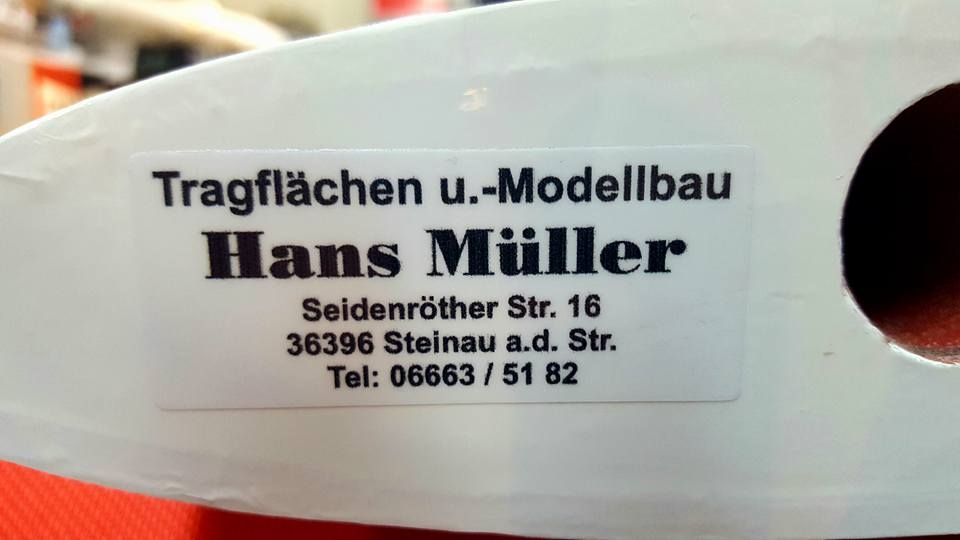 Tragflächen u.-Modellbau
Hans Müller
Seidenröther Str. 16
36396 Steinau a.d. Str.
Tel: 06663 / 51 82